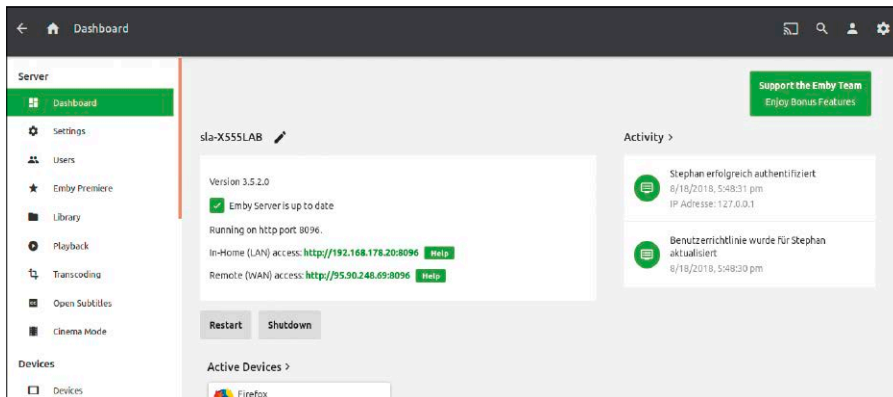 Dashboard
Server
Dashboard
Settings
Users
Emby Premiere
Library
Playback
Transcoding
Open Subtitles
Cinema Mode
Devices
Devices
Support the Emby Team
Enjoy Bonus Features
sla-X555LAB
Version 3.5.2.0
Emby Server is up to date
Running on http port 8096.
In-Home (LAN) access: http://192.168.178.20:8096 Help
Remote (WAN) access: http://95.90.248.69:8096 Help
Restart Shutdown
Active Devices >
Firefox
Activity >
Stephan erfolgreich authentifiziert
8/18/2018, 5:48:31 pm
IP Adresse: 127.0.0.1
Benutzerrichtlinie wurde für Stephan
aktualisiert
8/18/2018, 5:48:30 pm